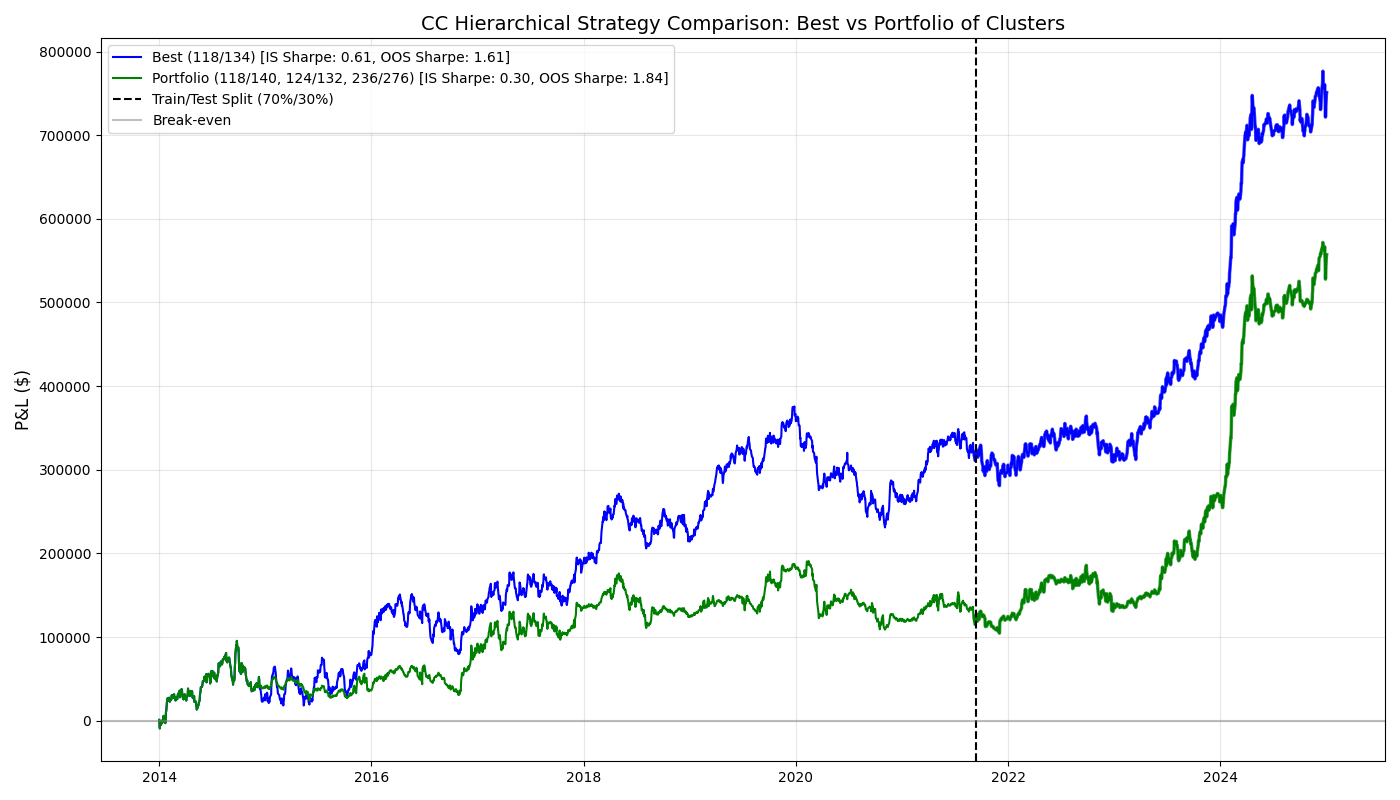 CC Hierarchical Strategy Comparison: Best vs Portfolio of Clusters
Best (118/134) [IS Sharpe: 0.61, OOS Sharpe: 1.61]
Portfolio (118/140, 124/132, 236/276) [IS Sharpe: 0.30, OOS Sharpe: 1.84]
Train/Test Split (70%/30%)
Break-even
P&L ($)
800000
700000
600000
500000
400000
300000
200000
100000
0
2014 2016 2018 2020 2022 2024